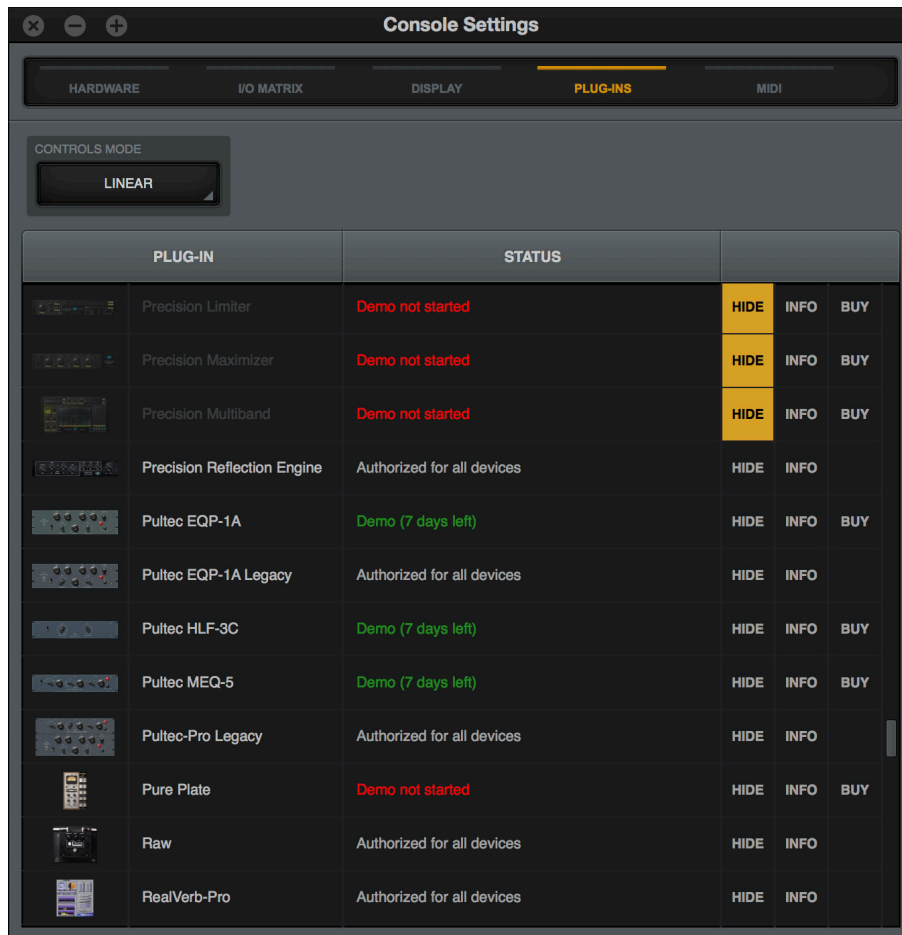 Console Settings
HARDWARE I/O MATRIX DISPLAY PLUG-INS MIDI
CONTROLS MODE
LINEAR
PLUG-IN STATUS
Precision Limiter Demo not started HIDE INFO BUY
Precision Maximizer Demo not started HIDE INFO BUY
Precision Multiband Demo not started HIDE INFO BUY
Precision Reflection Engine Authorized for all devices HIDE INFO
Pultec EQP-1A Demo (7 days left) HIDE INFO BUY
Pultec EQP-1A Legacy Authorized for all devices HIDE INFO
Pultec HLF-3C Demo (7 days left) HIDE INFO BUY
Pultec MEQ-5 Demo (7 days left) HIDE INFO BUY
Pultec-Pro Legacy Authorized for all devices HIDE INFO
Pure Plate Demo not started HIDE INFO BUY
Raw Authorized for all devices HIDE INFO
RealVerb-Pro Authorized for all devices HIDE INFO